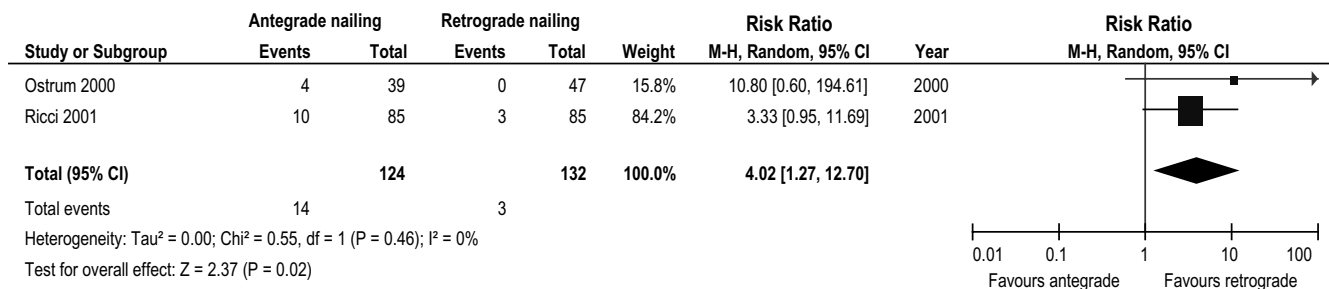 Antegrade nailing Retrograde nailing Risk Ratio Risk Ratio
Study or Subgroup Events Total Events Total Weight M-H, Random, 95% CI Year M-H, Random, 95% CI
Ostrum 2000 4 39 0 47 15.8% 10.80 [0.60, 194.61] 2000
Ricci 2001 10 85 3 85 84.2% 3.33 [0.95, 11.69] 2001
Total (95% CI) 124 132 100.0% 4.02 [1.27, 12.70]
Total events 14 3
Heterogeneity: Tau² = 0.00; Chi² = 0.55, df = 1 (P = 0.46); I² = 0%
Test for overall effect: Z = 2.37 (P = 0.02)
0.01 0.1 1 10 100
Favours antegrade Favours retrograde